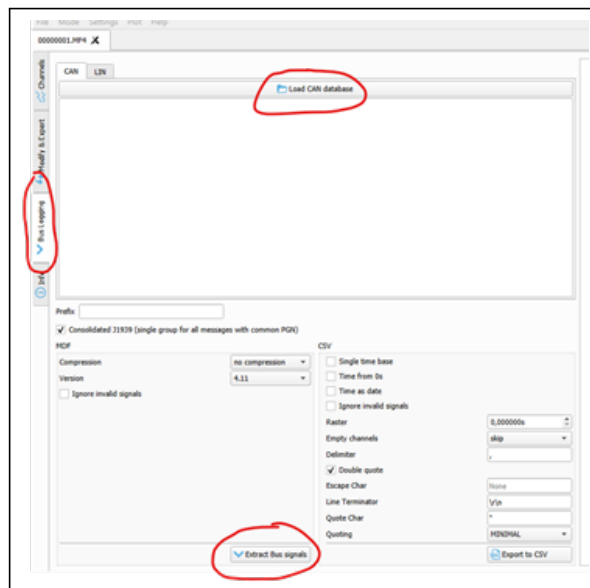 File Mode Settings Plot Help
00000001.MP4
Channels
Modify & Export
Bus Logging
Info
CAN LIN
Load CAN database
Prefix
Consolidated J1939 (single group for all messages with common PGN)
MDF
Compression no compression
Version 4.11
Ignore invalid signals
Extract Bus signals
CSV
Single time base
Time from 0s
Time as date
Ignore invalid signals
Raster 0,000000s
Empty channels skip
Delimiter ,
Double quote
Escape Char None
Line Terminator \r\n
Quote Char "
Quoting MINIMAL
Export to CSV